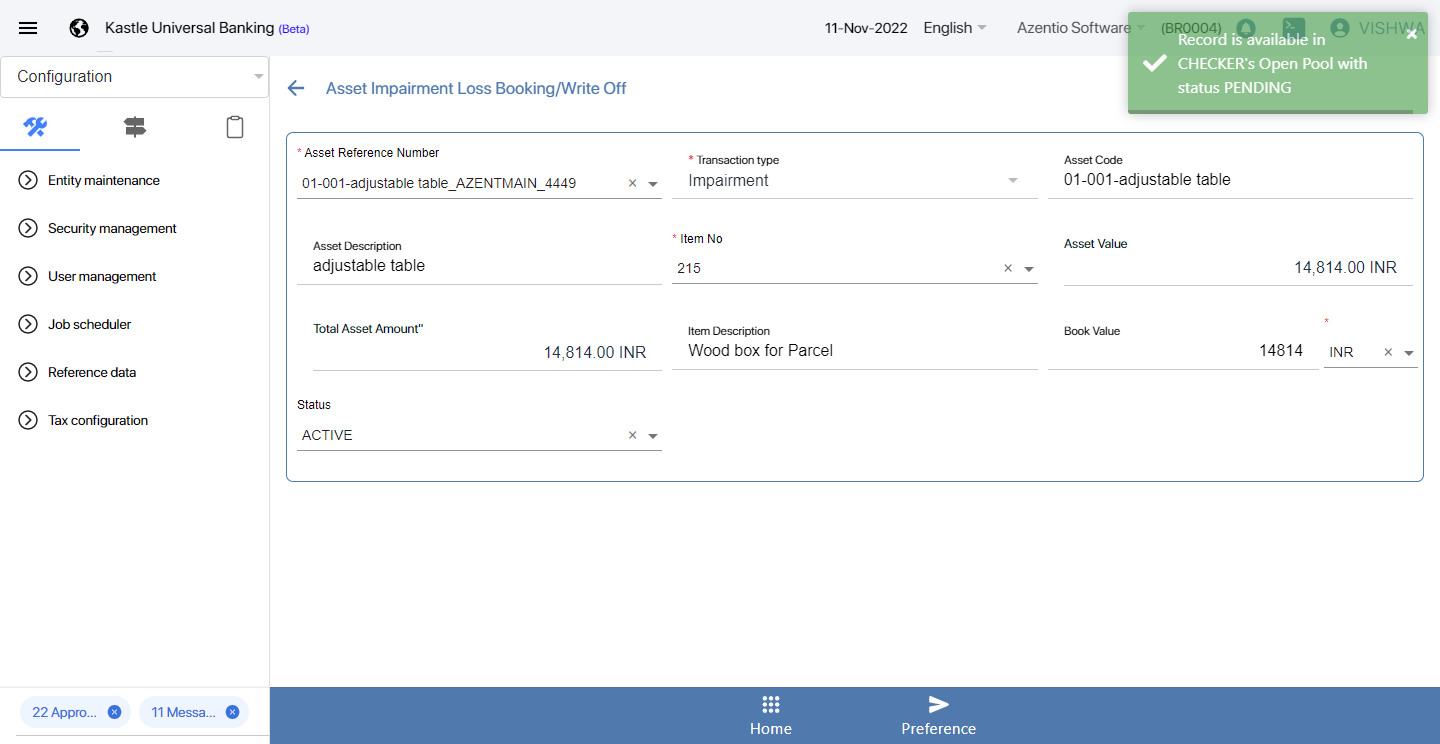 Kastle Universal Banking (Beta)
11-Nov-2022
English
Azentio Software
(BR0004)
VISHWA
Record is available in
CHECKER's Open Pool with
status PENDING
Configuration
Asset Impairment Loss Booking/Write Off
Entity maintenance
Security management
User management
Job scheduler
Reference data
Tax configuration
* Asset Reference Number
01-001-adjustable table_AZENTMAIN_4449
* Transaction type
Impairment
Asset Code
01-001-adjustable table
Asset Description
adjustable table
* Item No
215
Asset Value
14,814.00 INR
Total Asset Amount"
14,814.00 INR
Item Description
Wood box for Parcel
Book Value
14814
*
INR
Status
ACTIVE
22 Appro...
11 Messa...
Home
Preference